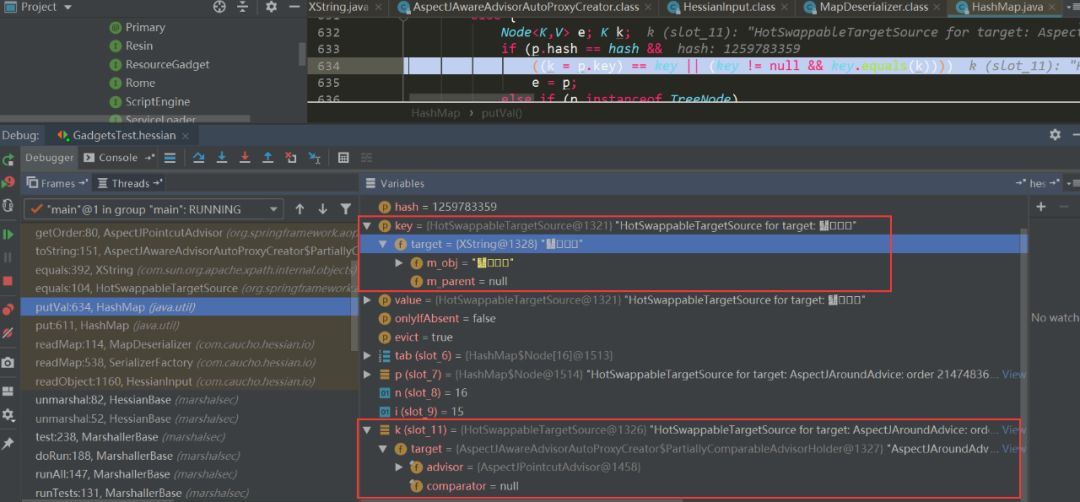 Project
XString.java
AspectJAwareAdvisorAutoProxyCreator.class
HessianInput.class
MapDeserializer.class
HashMap.java
Primary
Resin
ResourceGadget
Rome
ScriptEngine
ServiceLoader
632 Node<K,V> e; K k; k (slot_11): "HotSwappableTargetSource for target: Aspect
633 if (p.hash == hash && hash: 1259783359
634 ((k = p.key) == key || (key != null && key.equals(k)))) k (slot_11): "H
635 e = p;
636 else if (p instanceof TreeNode)
HashMap › putVal()
Debug: GadgetsTest.hessian
Debugger Console
Frames Threads
Variables
hes
"main"@1 in group "main": RUNNING
getOrder:80, AspectJPointcutAdvisor (org.springframework.aop
toString:151, AspectJAwareAdvisorAutoProxyCreator$PartiallyC
equals:392, XString (com.sun.org.apache.xpath.internal.objects)
equals:104, HotSwappableTargetSource (org.springframework.
putVal:634, HashMap (java.util)
put:611, HashMap (java.util)
readMap:114, MapDeserializer (com.caucho.hessian.io)
readMap:538, SerializerFactory (com.caucho.hessian.io)
readObject:1160, HessianInput (com.caucho.hessian.io)
unmarshal:82, HessianBase (marshalsec)
unmarshal:52, HessianBase (marshalsec)
test:238, MarshallerBase (marshalsec)
doRun:188, MarshallerBase (marshalsec)
runAll:147, MarshallerBase (marshalsec)
runTests:131, MarshallerBase (marshalsec)
hash = 1259783359
key = {HotSwappableTargetSource@1321} "HotSwappableTargetSource for target:
target = {XString@1328}
m_obj =
m_parent = null
value = {HotSwappableTargetSource@1321} "HotSwappableTargetSource for target:
onlyIfAbsent = false
evict = true
tab (slot_6) = {HashMap$Node[16]@1513}
p (slot_7) = {HashMap$Node@1514} "HotSwappableTargetSource for target: AspectJAroundAdvice: order 21474836... View
n (slot_8) = 16
i (slot_9) = 15
k (slot_11) = {HotSwappableTargetSource@1326} "HotSwappableTargetSource for target: AspectJAroundAdvice: orde... View
target = {AspectJAwareAdvisorAutoProxyCreator$PartiallyComparableAdvisorHolder@1327} "AspectJAroundAdv... View
advisor = {AspectJPointcutAdvisor@1458}
comparator = null
No watch